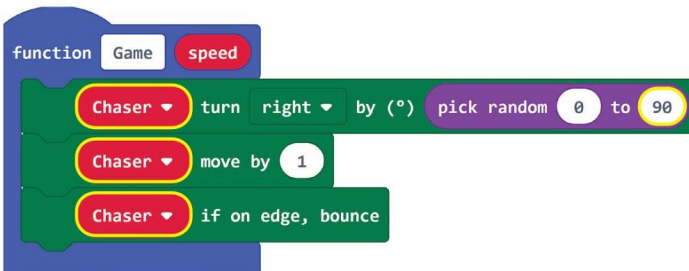 function Game speed
Chaser turn right by (°) pick random 0 to 90
Chaser move by 1
Chaser if on edge, bounce